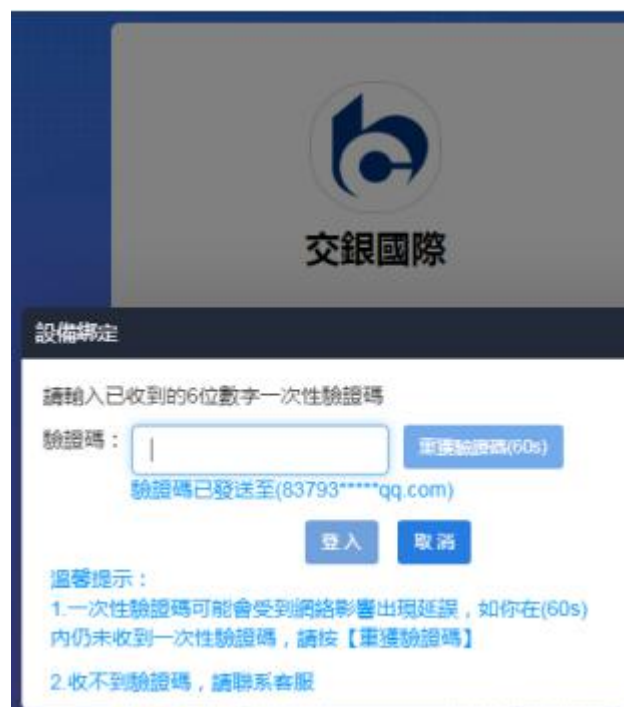 交銀國際
設備綁定
請輸入已收到的6位數字一次性驗證碼
驗證碼：
重獲驗證碼(60s)
驗證碼已發送至(83793*****qq.com)
登入 取消
溫馨提示：
1.一次性驗證碼可能會受到網絡影響出現延誤，如你在(60s)
內仍未收到一次性驗證碼，請按【重獲驗證碼】
2.收不到驗證碼，請聯系客服